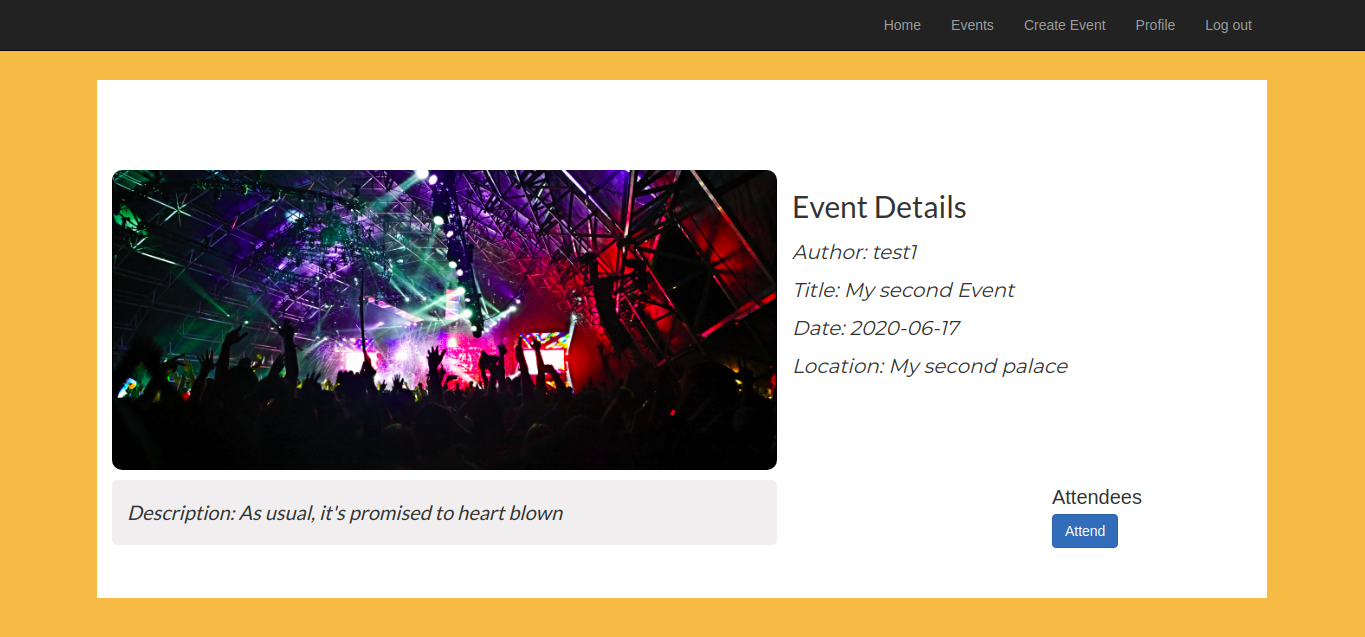 Home Events Create Event Profile Log out
Event Details
Author: test1
Title: My second Event
Date: 2020-06-17
Location: My second palace
Description: As usual, it's promised to heart blown
Attendees
Attend